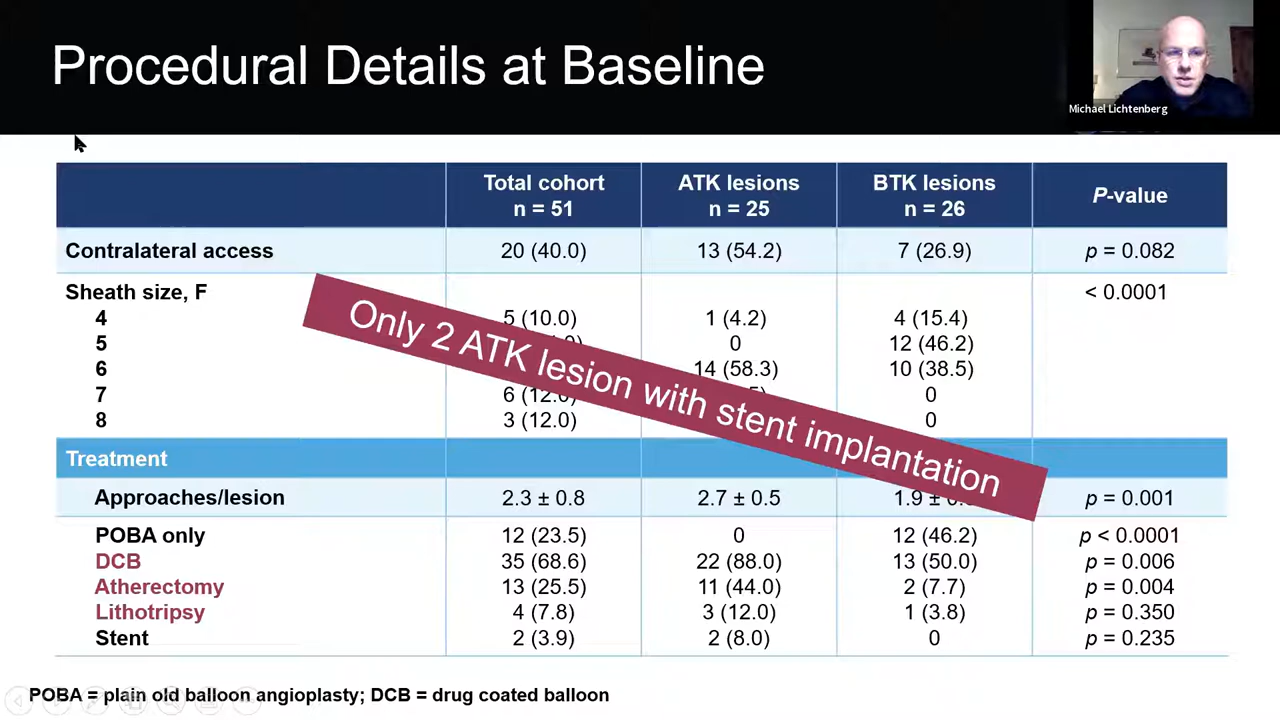 Procedural Details at Baseline
Michael Lichtenberg
Total cohort n = 51 ATK lesions n = 25 BTK lesions n = 26 P-value
Contralateral access 20 (40.0) 13 (54.2) 7 (26.9) p = 0.082
Sheath size, F < 0.0001
4 5 (10.0) 1 (4.2) 4 (15.4)
5 0 12 (46.2)
6 14 (58.3) 10 (38.5)
7 6 (12.0) 0
8 3 (12.0) 0
Only 2 ATK lesion with stent implantation
Treatment
Approaches/lesion 2.3 ± 0.8 2.7 ± 0.5 1.9 ± p = 0.001
POBA only 12 (23.5) 0 12 (46.2) p < 0.0001
DCB 35 (68.6) 22 (88.0) 13 (50.0) p = 0.006
Atherectomy 13 (25.5) 11 (44.0) 2 (7.7) p = 0.004
Lithotripsy 4 (7.8) 3 (12.0) 1 (3.8) p = 0.350
Stent 2 (3.9) 2 (8.0) 0 p = 0.235
POBA = plain old balloon angioplasty; DCB = drug coated balloon